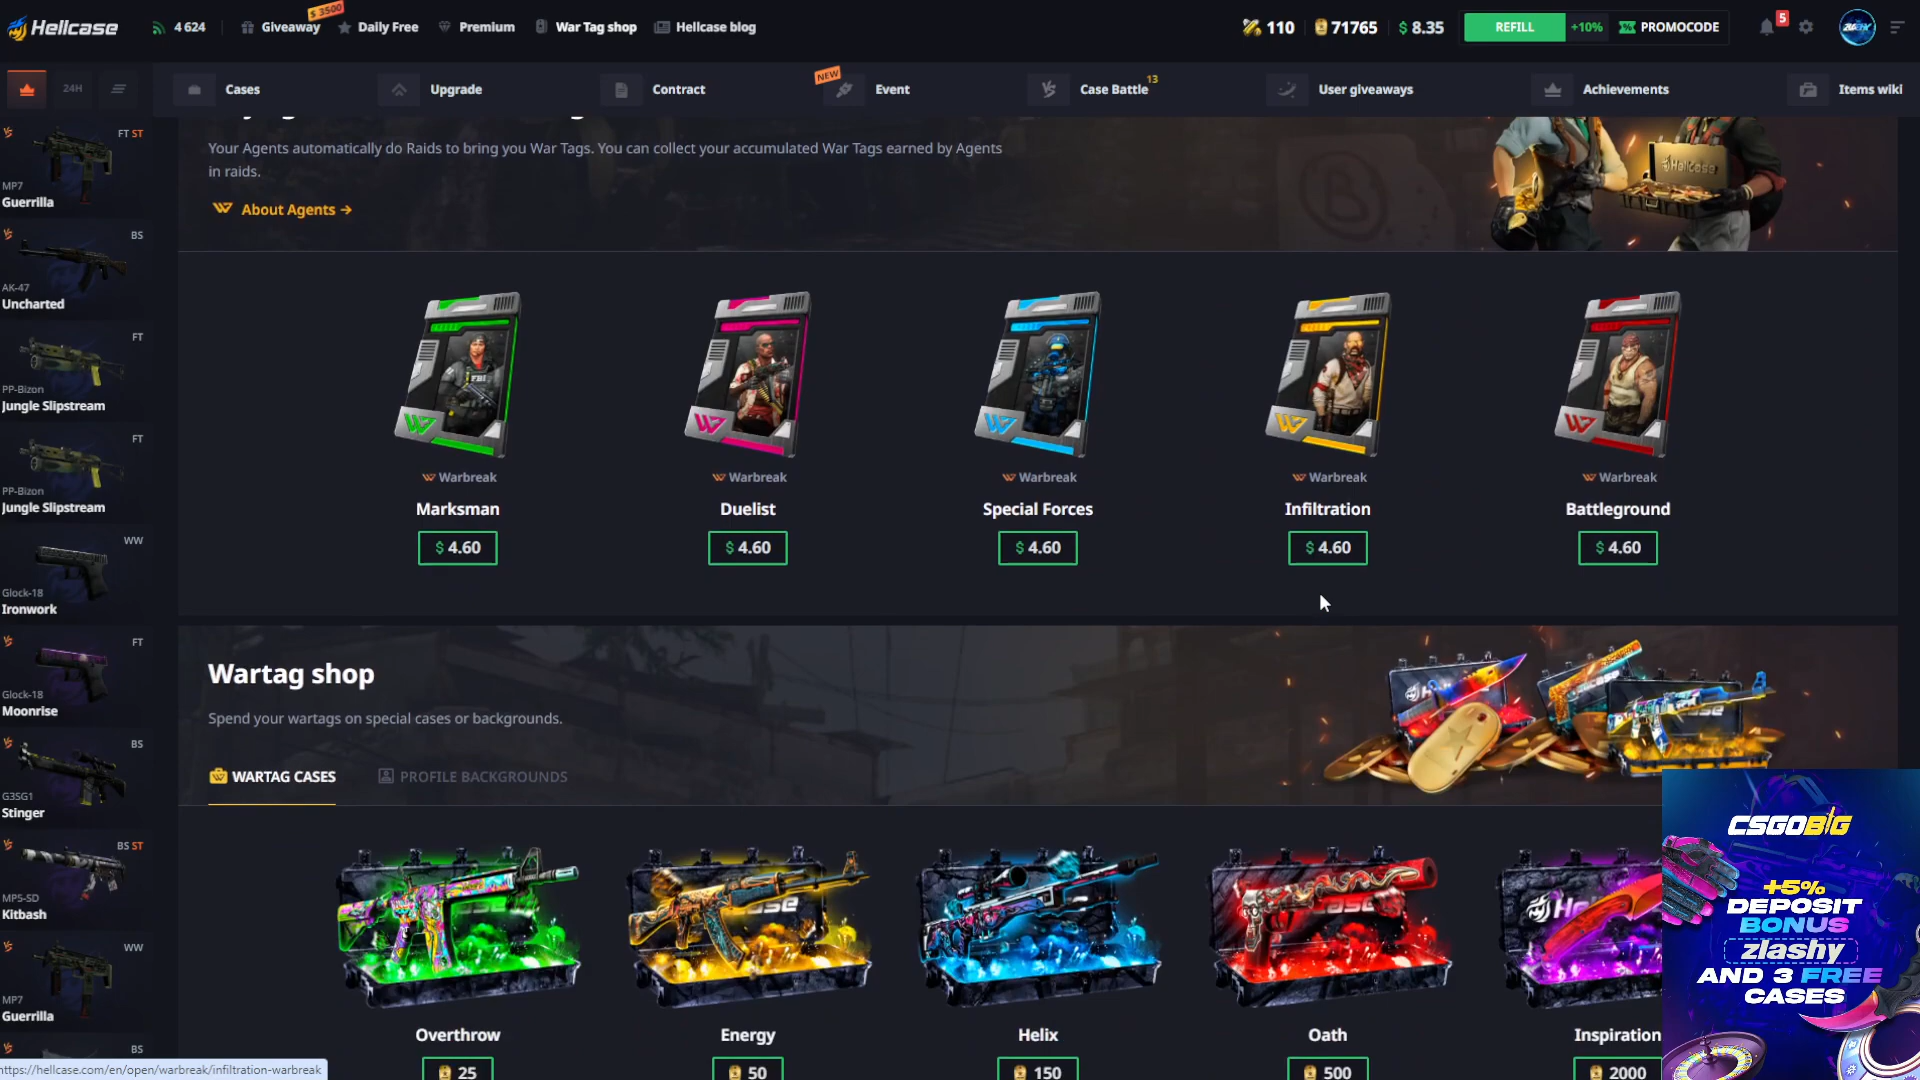 Hellcase
4 624
Giveaway
$ 3500
Daily Free
Premium
War Tag shop
Hellcase blog
110
71765
$ 8.35
REFILL
+10%
PROMOCODE
5
24H
Cases
Upgrade
Contract
NEW
Event
Case Battle
13
User giveaways
Achievements
Items wiki
Your Agents automatically do Raids to bring you War Tags. You can collect your accumulated War Tags earned by Agents
in raids.
About Agents →
Hellcase
FT ST
MP7
Guerrilla
BS
AK-47
Uncharted
FT
PP-Bizon
Jungle Slipstream
FT
PP-Bizon
Jungle Slipstream
WW
Glock-18
Ironwork
FT
Glock-18
Moonrise
BS
G3SG1
Stinger
BS ST
MP5-SD
Kitbash
WW
MP7
Guerrilla
BS
FBI
Warbreak
Marksman
$ 4.60
Warbreak
Duelist
$ 4.60
Warbreak
Special Forces
$ 4.60
Warbreak
Infiltration
$ 4.60
Warbreak
Battleground
$ 4.60
Wartag shop
Spend your wartags on special cases or backgrounds.
WARTAG CASES
PROFILE BACKGROUNDS
Overthrow
25
Energy
50
Helix
150
Oath
500
Inspiration
2000
CSGOBIG
+5%
DEPOSIT
BONUS
zlashy
AND 3 FREE
CASES
https://hellcase.com/en/open/warbreak/infiltration-warbreak